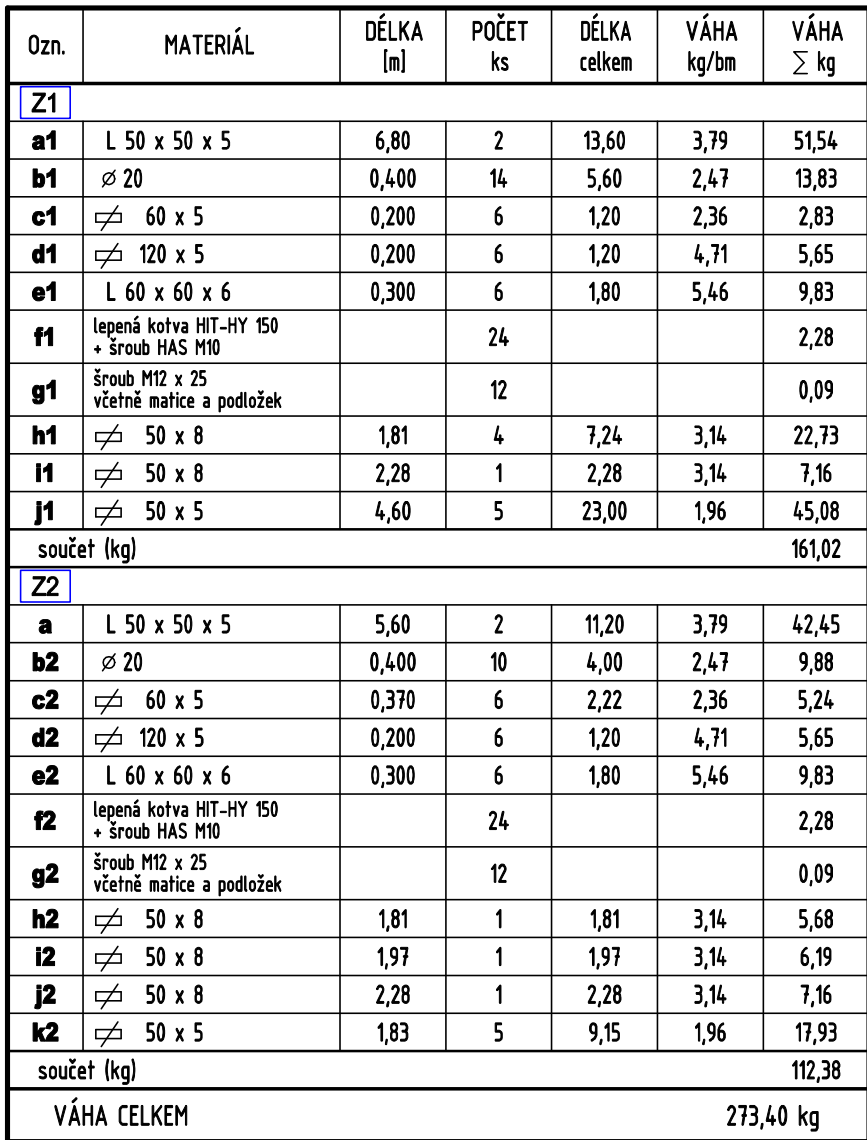 Ozn. MATERIÁL DÉLKA POČET DÉLKA VÁHA VÁHA
[m] ks celkem kg/bm ∑ kg
Z1
a1 L 50 x 50 x 5 6,80 2 13,60 3,79 51,54
b1 ⌀ 20 0,400 14 5,60 2,47 13,83
c1 60 x 5 0,200 6 1,20 2,36 2,83
d1 120 x 5 0,200 6 1,20 4,71 5,65
e1 L 60 x 60 x 6 0,300 6 1,80 5,46 9,83
f1 lepená kotva HIT-HY 150 24 2,28
+ šroub HAS M10
g1 šroub M12 x 25 12 0,09
včetně matice a podložek
h1 50 x 8 1,81 4 7,24 3,14 22,73
i1 50 x 8 2,28 1 2,28 3,14 7,16
j1 50 x 5 4,60 5 23,00 1,96 45,08
součet (kg) 161,02
Z2
a L 50 x 50 x 5 5,60 2 11,20 3,79 42,45
b2 ⌀ 20 0,400 10 4,00 2,47 9,88
c2 60 x 5 0,370 6 2,22 2,36 5,24
d2 120 x 5 0,200 6 1,20 4,71 5,65
e2 L 60 x 60 x 6 0,300 6 1,80 5,46 9,83
f2 lepená kotva HIT-HY 150 24 2,28
+ šroub HAS M10
g2 šroub M12 x 25 12 0,09
včetně matice a podložek
h2 50 x 8 1,81 1 1,81 3,14 5,68
i2 50 x 8 1,97 1 1,97 3,14 6,19
j2 50 x 8 2,28 1 2,28 3,14 7,16
k2 50 x 5 1,83 5 9,15 1,96 17,93
součet (kg) 112,38
VÁHA CELKEM 273,40 kg